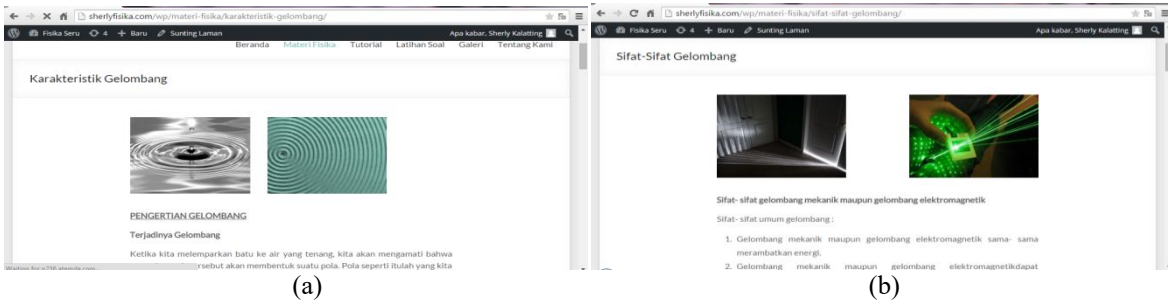 sherlyfisika.com/wp/materi-fisika/karakteristik-gelombang/
Fisika Seru 4 + Baru Sunting Laman Apa kabar, Sherly Kalatting
Beranda Materi Fisika Tutorial Latihan Soal Galeri Tentang Kami
Karakteristik Gelombang
PENGERTIAN GELOMBANG
Terjadinya Gelombang
Ketika kita melemparkan batu ke air yang tenang, kita akan mengamati bahwa
tersebut akan membentuk suatu pola. Pola seperti itulah yang kita
Waiting for
(a)
sherlyfisika.com/wp/materi-fisika/sifat-sifat-gelombang/
Fisika Seru 4 + Baru Sunting Laman Apa kabar, Sherly Kalatting
Sifat-Sifat Gelombang
Sifat- sifat gelombang mekanik maupun gelombang elektromagnetik
Sifat- sifat umum gelombang :
1. Gelombang mekanik maupun gelombang elektromagnetik sama- sama
merambatkan energi.
2. Gelombang mekanik maupun gelombang elektromagnetikdapat
(b)